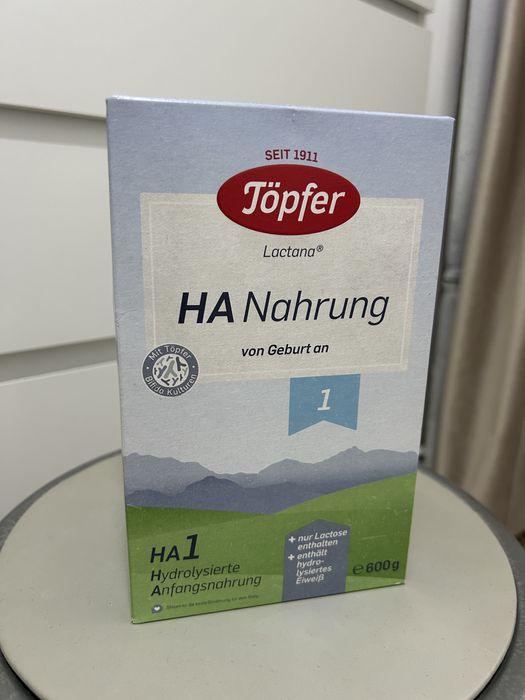 SEIT 1911
Töpfer
Lactana®
HA Nahrung
von Geburt an
Mit Töpfer
Bifido Kulturen
1
HA1
Hydrolysierte
Anfangsnahrung
+ nur Lactose
enthalten
+ enthält
hydro-
lysiertes
Eiweiß
℮600g